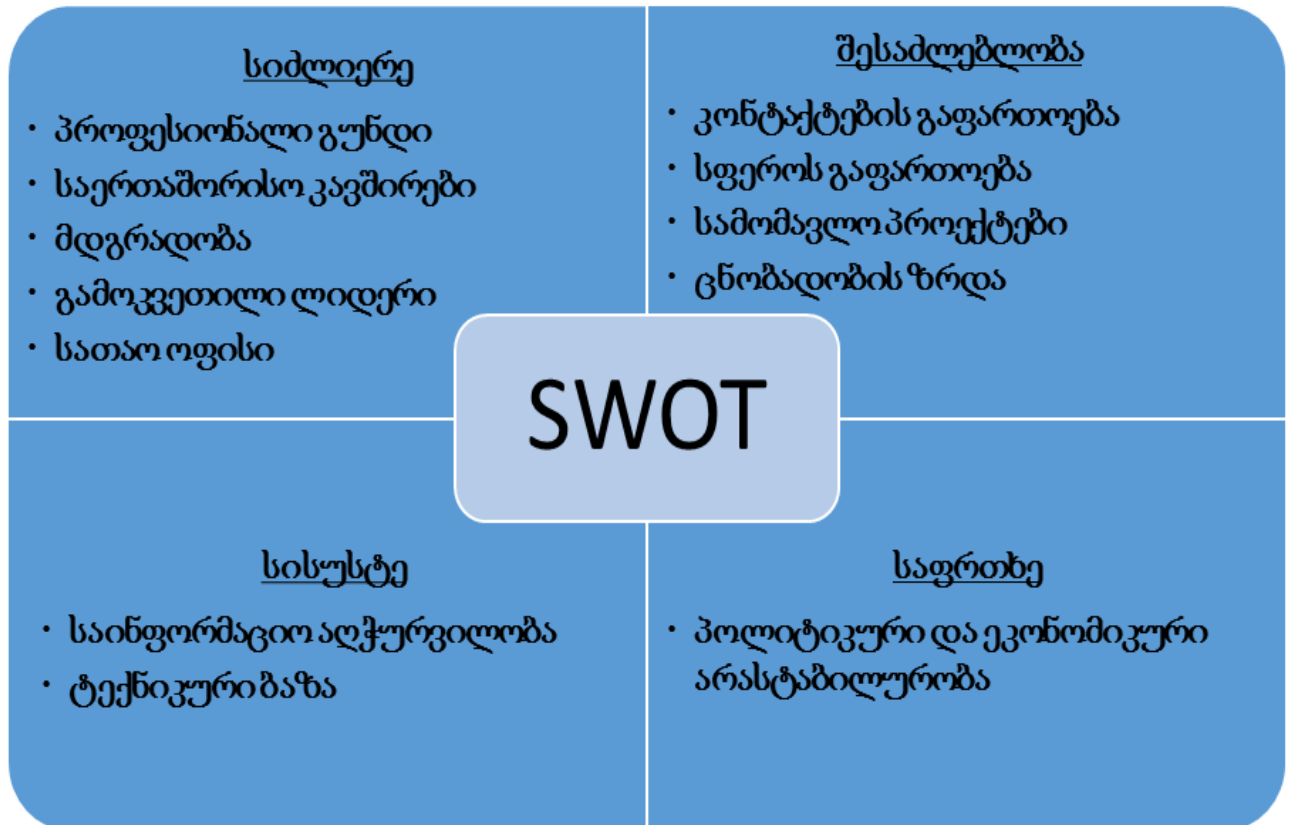 სიძლიერე
• პროფესიონალი გუნდი
• საერთაშორისო კავშირები
• მდგრადობა
• გამოკვეთილი ლიდერი
• სათაო ოფისი
შესაძლებლობა
• კონტაქტების გაფართოება
• სფეროს გაფართოება
• სამომავლო პროექტები
• ცნობადობის ზრდა
SWOT
სისუსტე
• საინფორმაციო აღჭურვილობა
• ტექნიკური ბაზა
საფრთხე
• პოლიტიკური და ეკონომიკური
არასტაბილურობა